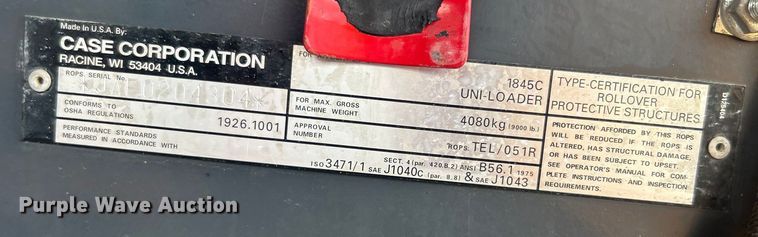 Made in U.S.A. By:
CASE CORPORATION
RACINE, WI 53404 U.S.A.
ROPS SERIAL No.
CONFORMS TO
OSHA REGULATIONS
1926.1001
PERFORMANCE STANDARDS
MEASURED IN ACCORDANCE WITH
1845C
UNI-LOADER
FOR MAX. GROSS
MACHINE WEIGHT
4080kg (9000 lb.)
APPROVAL
NUMBER
ROPS: TEL/051R
ISO 3471/1 SECT. 4 (par. 420.B.2) ANSI B56.1 1975
SAE J1040C (par. 8.8) & SAE J1043
TYPE-CERTIFICATION FOR
ROLLOVER
PROTECTIVE STRUCTURES
PROTECTION AFFORDED BY THIS ROPS
WILL BE REDUCED IF THE ROPS IS
ALTERED, HAS STRUCTURAL DAMAGE,
OR HAS BEEN SUBJECT TO UPSET.
SEE OPERATOR'S MANUAL FOR COM-
PLETE INSTRUCTIONS AND INSPECTION
REQUIREMENTS.
Purple Wave Auction